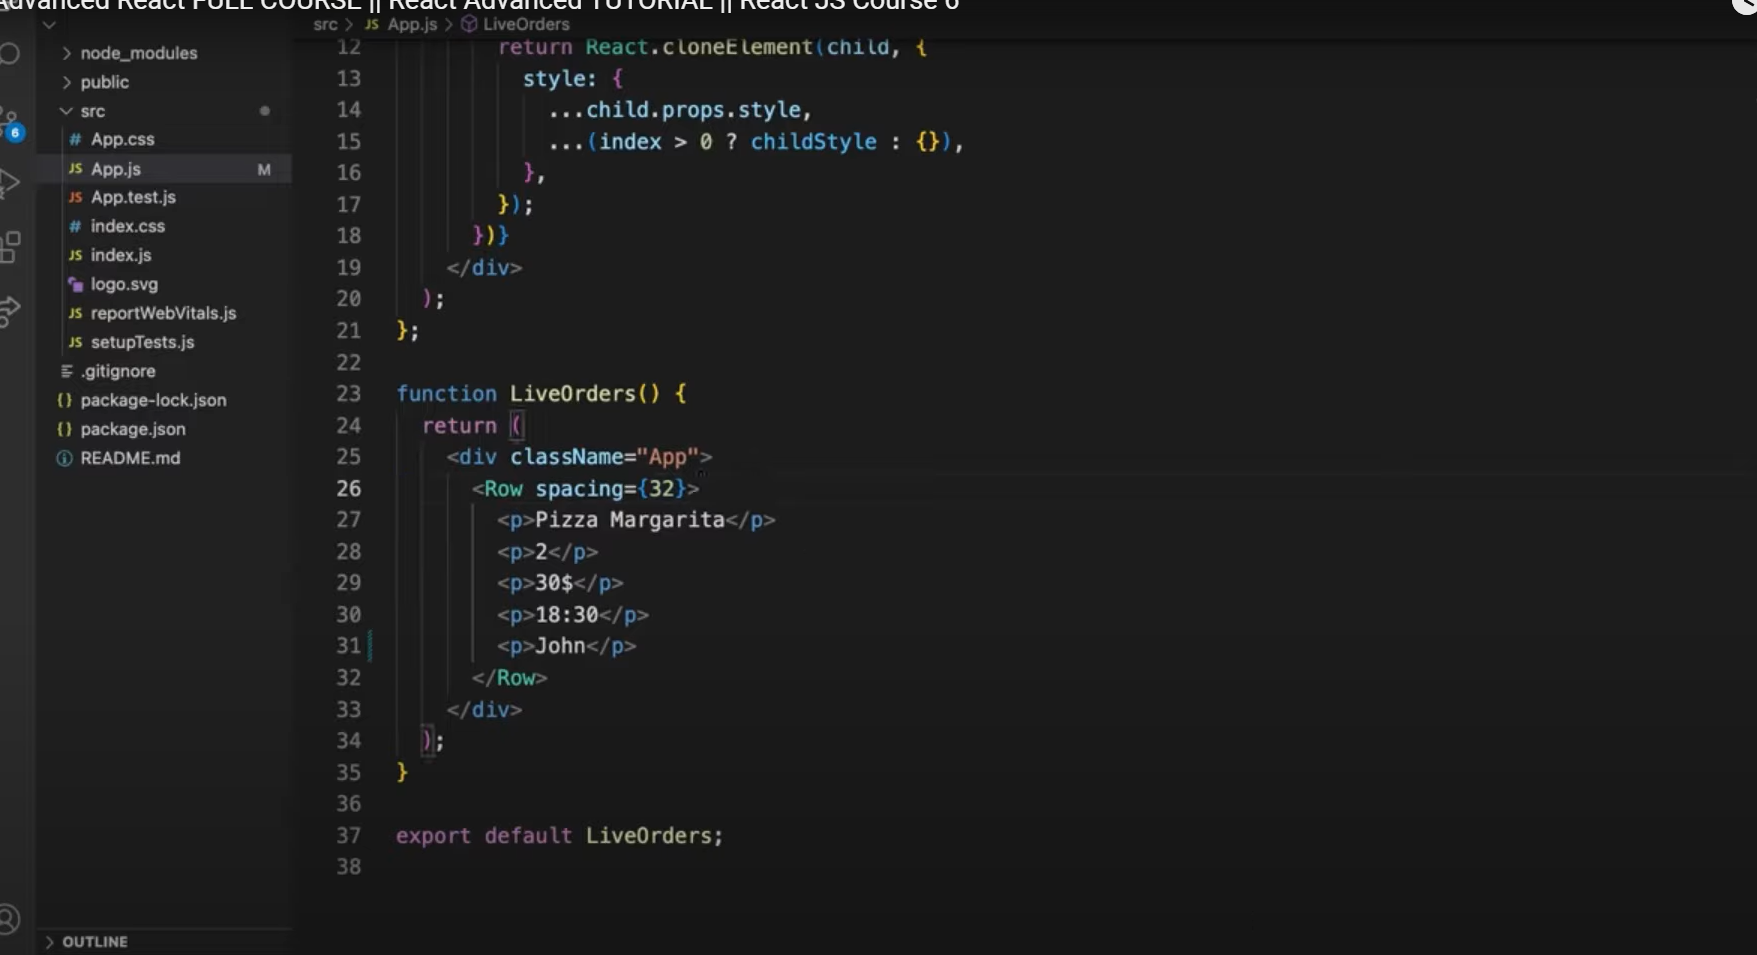 Advanced React FULL COURSE || React Advanced TUTORIAL || React JS Course 6
src > JS App.js > LiveOrders
node_modules
public
src
# App.css
JS App.js M
JS App.test.js
# index.css
JS index.js
logo.svg
JS reportWebVitals.js
JS setupTests.js
.gitignore
{} package-lock.json
{} package.json
README.md
6
OUTLINE
12 return React.cloneElement(child, {
13 style: {
14 ...child.props.style,
15 ...(index > 0 ? childStyle : {}),
16 },
17 });
18 })}
19 </div>
20 );
21 };
22
23 function LiveOrders() {
24 return (
25 <div className="App">
26 <Row spacing={32}>
27 <p>Pizza Margarita</p>
28 <p>2</p>
29 <p>30$</p>
30 <p>18:30</p>
31 <p>John</p>
32 </Row>
33 </div>
34 );
35 }
36
37 export default LiveOrders;
38